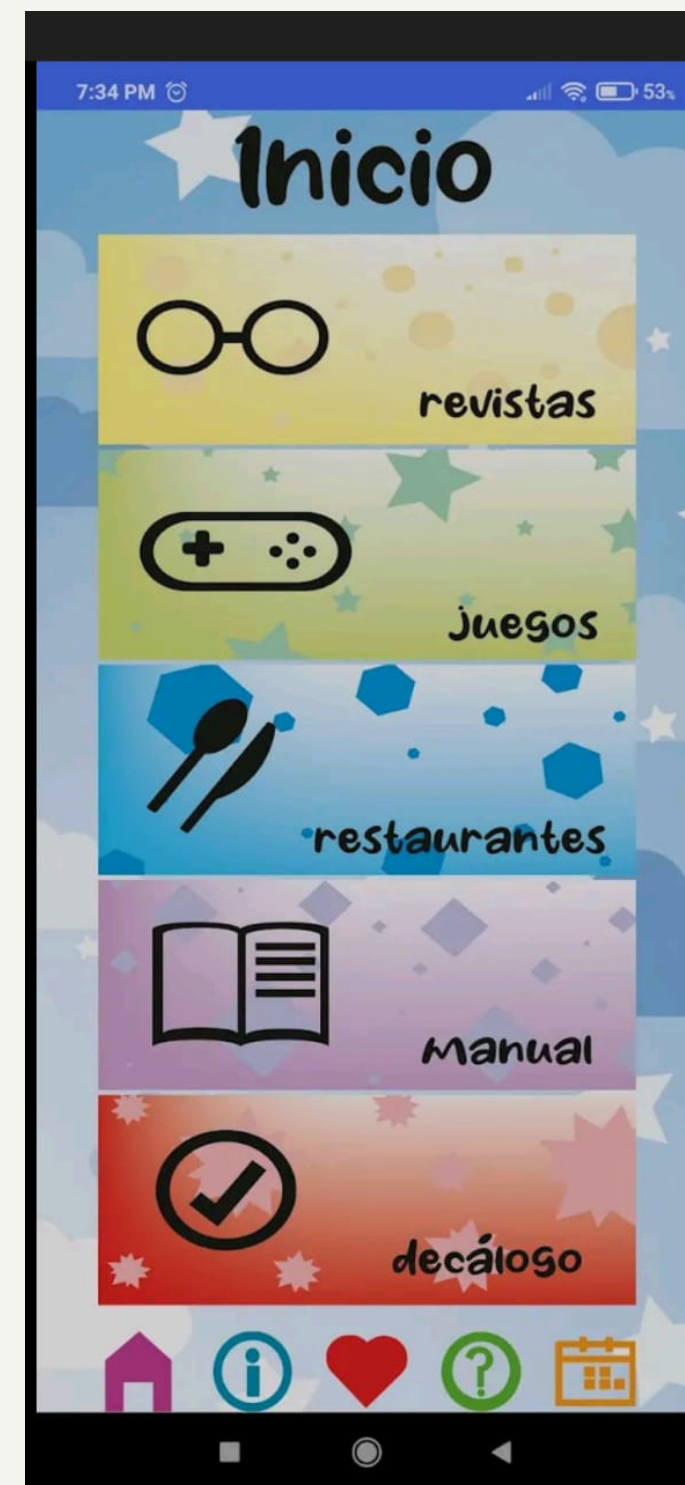 7:34 PM 53%
Inicio
revistas
juegos
restaurantes
manual
decálogo